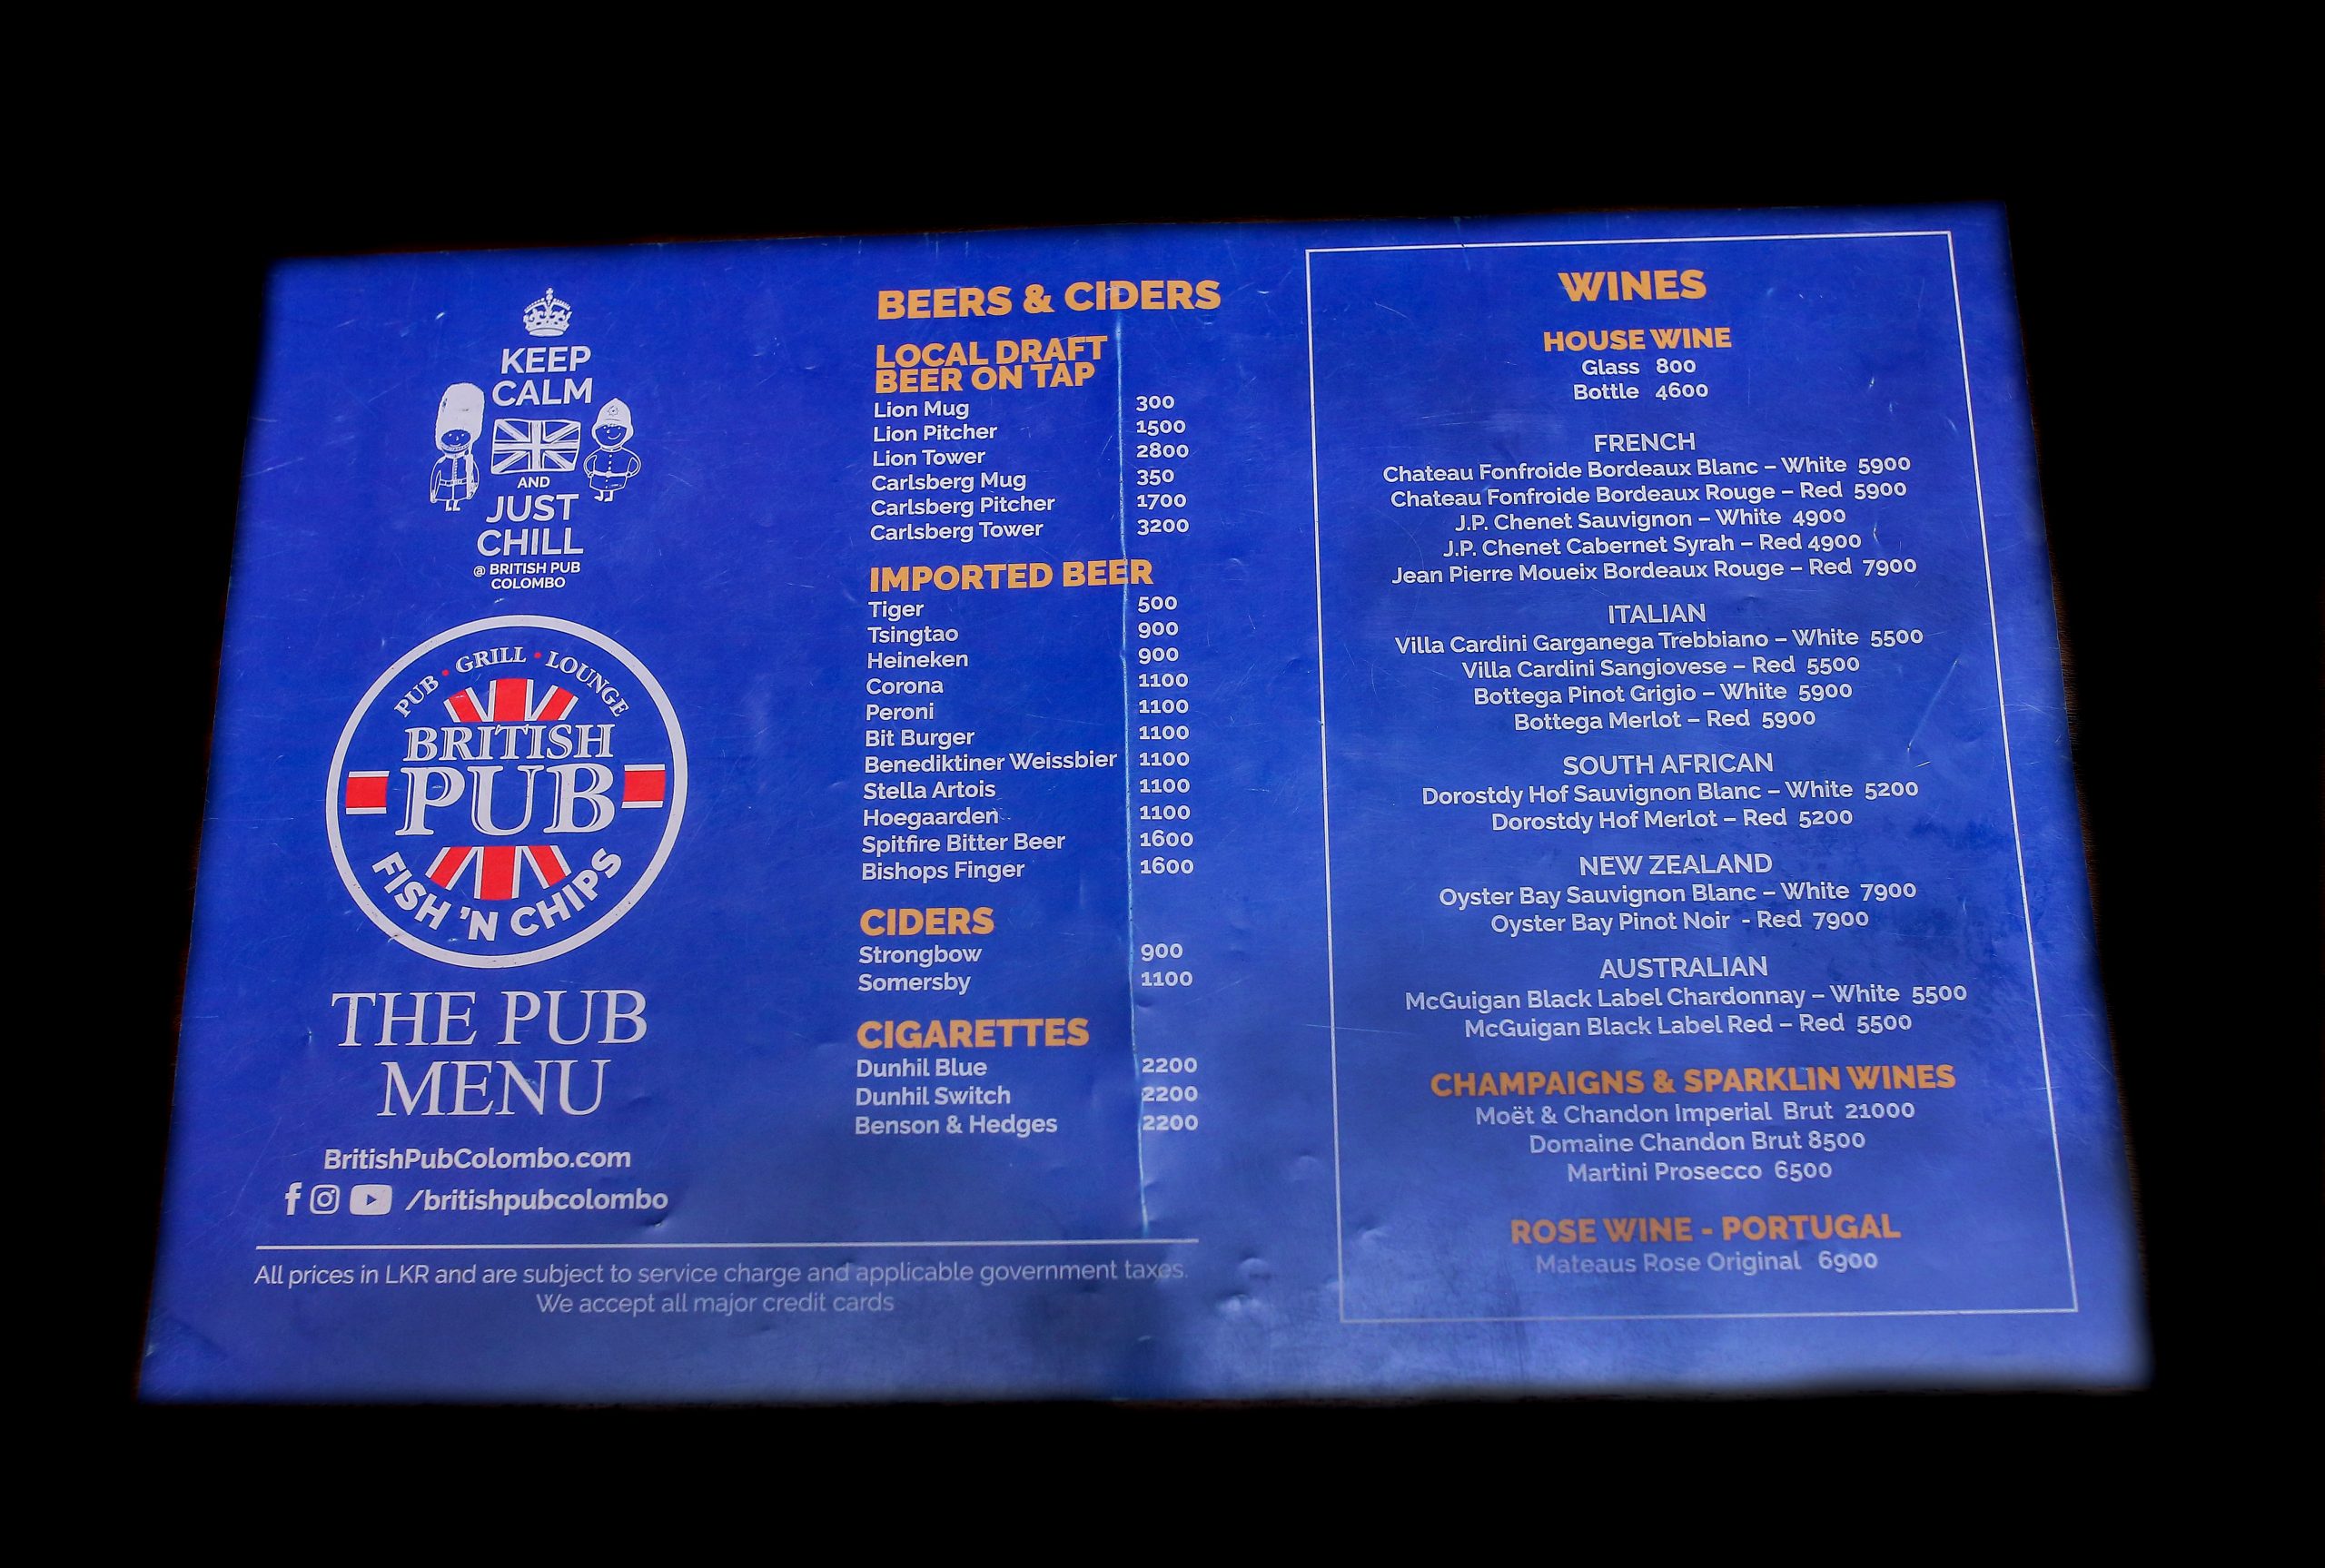 KEEP
CALM
AND
JUST
CHILL
@ BRITISH PUB
COLOMBO
PUB • GRILL • LOUNGE
BRITISH
PUB
FISH 'N CHIPS
THE PUB
MENU
BritishPubColombo.com
/britishpubcolombo
All prices in LKR and are subject to service charge and applicable government taxes.
We accept all major credit cards
BEERS & CIDERS
LOCAL DRAFT
BEER ON TAP
Lion Mug 300
Lion Pitcher 1500
Lion Tower 2800
Carlsberg Mug 350
Carlsberg Pitcher 1700
Carlsberg Tower 3200
IMPORTED BEER
Tiger 500
Tsingtao 900
Heineken 900
Corona 1100
Peroni 1100
Bit Burger 1100
Benediktiner Weissbier 1100
Stella Artois 1100
Hoegaarden 1100
Spitfire Bitter Beer 1600
Bishops Finger 1600
CIDERS
Strongbow 900
Somersby 1100
CIGARETTES
Dunhil Blue 2200
Dunhil Switch 2200
Benson & Hedges 2200
WINES
HOUSE WINE
Glass 800
Bottle 4600
FRENCH
Chateau Fonfroide Bordeaux Blanc – White 5900
Chateau Fonfroide Bordeaux Rouge – Red 5900
J.P. Chenet Sauvignon – White 4900
J.P. Chenet Cabernet Syrah – Red 4900
Jean Pierre Moueix Bordeaux Rouge – Red 7900
ITALIAN
Villa Cardini Garganega Trebbiano – White 5500
Villa Cardini Sangiovese – Red 5500
Bottega Pinot Grigio – White 5900
Bottega Merlot – Red 5900
SOUTH AFRICAN
Dorostdy Hof Sauvignon Blanc – White 5200
Dorostdy Hof Merlot – Red 5200
NEW ZEALAND
Oyster Bay Sauvignon Blanc – White 7900
Oyster Bay Pinot Noir - Red 7900
AUSTRALIAN
McGuigan Black Label Chardonnay – White 5500
McGuigan Black Label Red – Red 5500
CHAMPAIGNS & SPARKLIN WINES
Moët & Chandon Imperial Brut 21000
Domaine Chandon Brut 8500
Martini Prosecco 6500
ROSE WINE - PORTUGAL
Mateaus Rose Original 6900